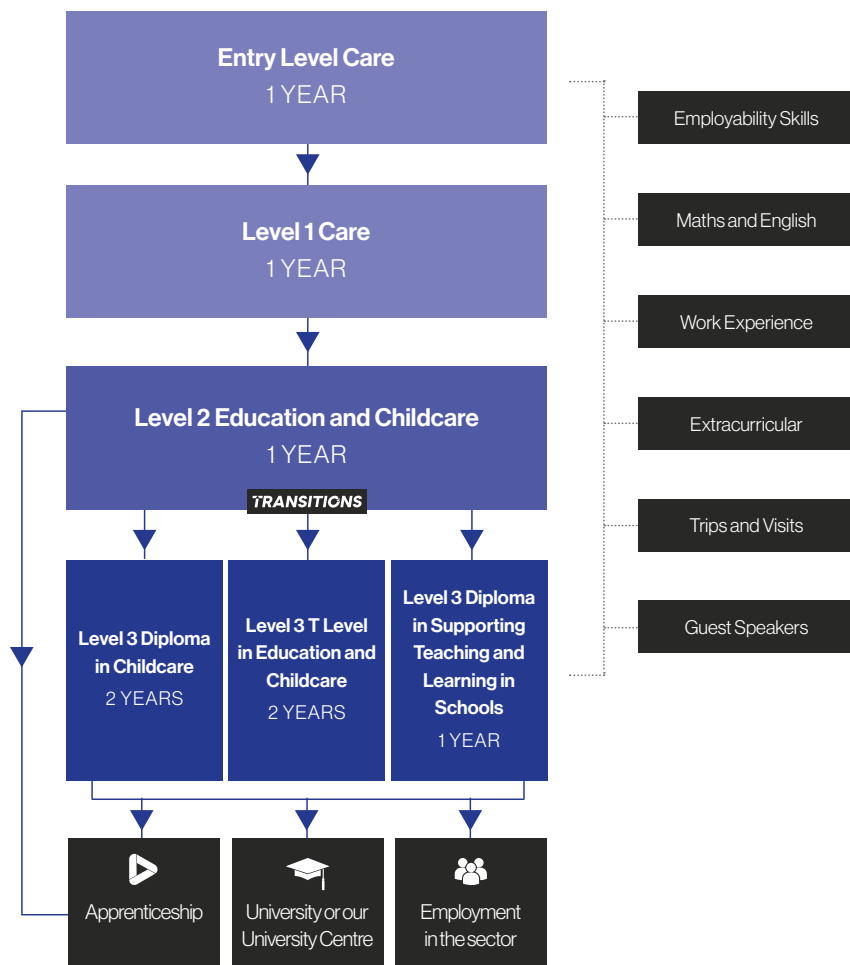 Entry Level Care
1 YEAR
Level 1 Care
1 YEAR
Level 2 Education and Childcare
1 YEAR
TRANSITIONS
Level 3 Diploma
in Childcare
2 YEARS
Level 3 T Level
in Education and
Childcare
2 YEARS
Level 3 Diploma
in Supporting
Teaching and
Learning in
Schools
1 YEAR
Apprenticeship
University or our
University Centre
Employment
in the sector
Employability Skills
Maths and English
Work Experience
Extracurricular
Trips and Visits
Guest Speakers